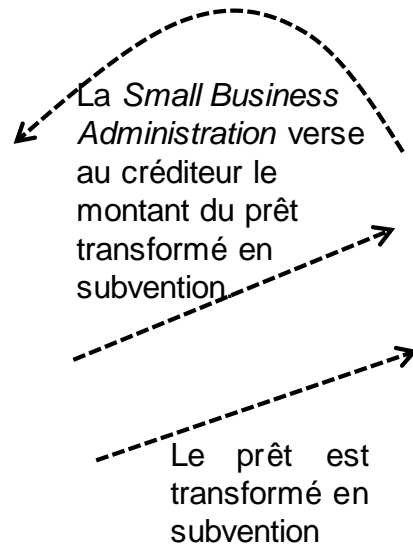 La Small Business
Administration verse
au créditeur le
montant du prêt
transformé en
subvention.
Le prêt est
transformé en
subvention